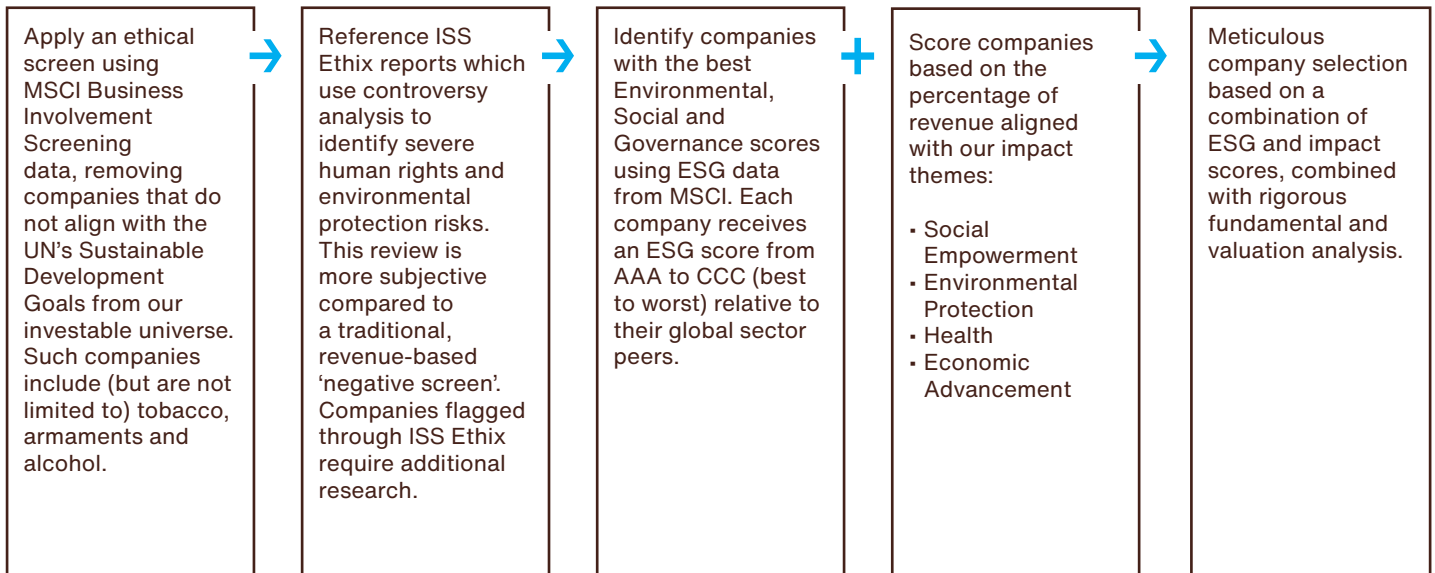 Apply an ethical
screen using
MSCI Business
Involvement
Screening
data, removing
companies that do
not align with the
UN's Sustainable
Development
Goals from our
investable universe.
Such companies
include (but are not
limited to) tobacco,
armaments and
alcohol.
Reference ISS
Ethix reports which
use controversy
analysis to
identify severe
human rights and
environmental
protection risks.
This review is
more subjective
compared to
a traditional,
revenue-based
‘negative screen’.
Companies flagged
through ISS Ethix
require additional
research.
Identify companies
with the best
Environmental,
Social and
Governance scores
using ESG data
from MSCI. Each
company receives
an ESG score from
AAA to CCC (best
to worst) relative to
their global sector
peers.
+
Score companies
based on the
percentage of
revenue aligned
with our impact
themes:
▪ Social
Empowerment
▪ Environmental
Protection
▪ Health
▪ Economic
Advancement
Meticulous
company selection
based on a
combination of
ESG and impact
scores, combined
with rigorous
fundamental and
valuation analysis.